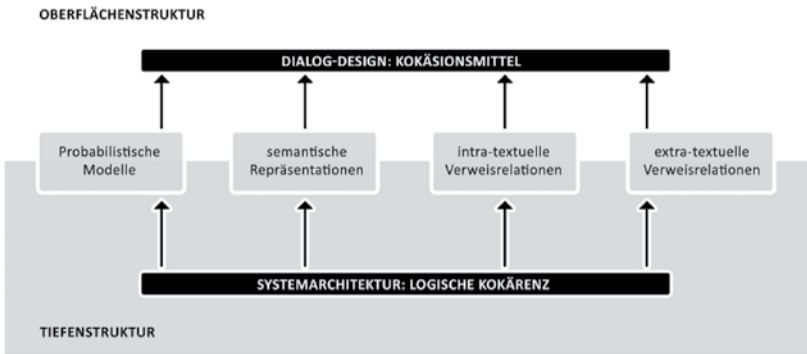 OBERFLÄCHENSTRUKTUR
DIALOG-DESIGN: KOKÄSIONSMITTEL
Probabilistische
Modelle
semantische
Repräsentationen
intra-textuelle
Verweisrelationen
extra-textuelle
Verweisrelationen
SYSTEMARCHITEKTUR: LOGISCHE KOKÄRENZ
TIEFENSTRUKTUR